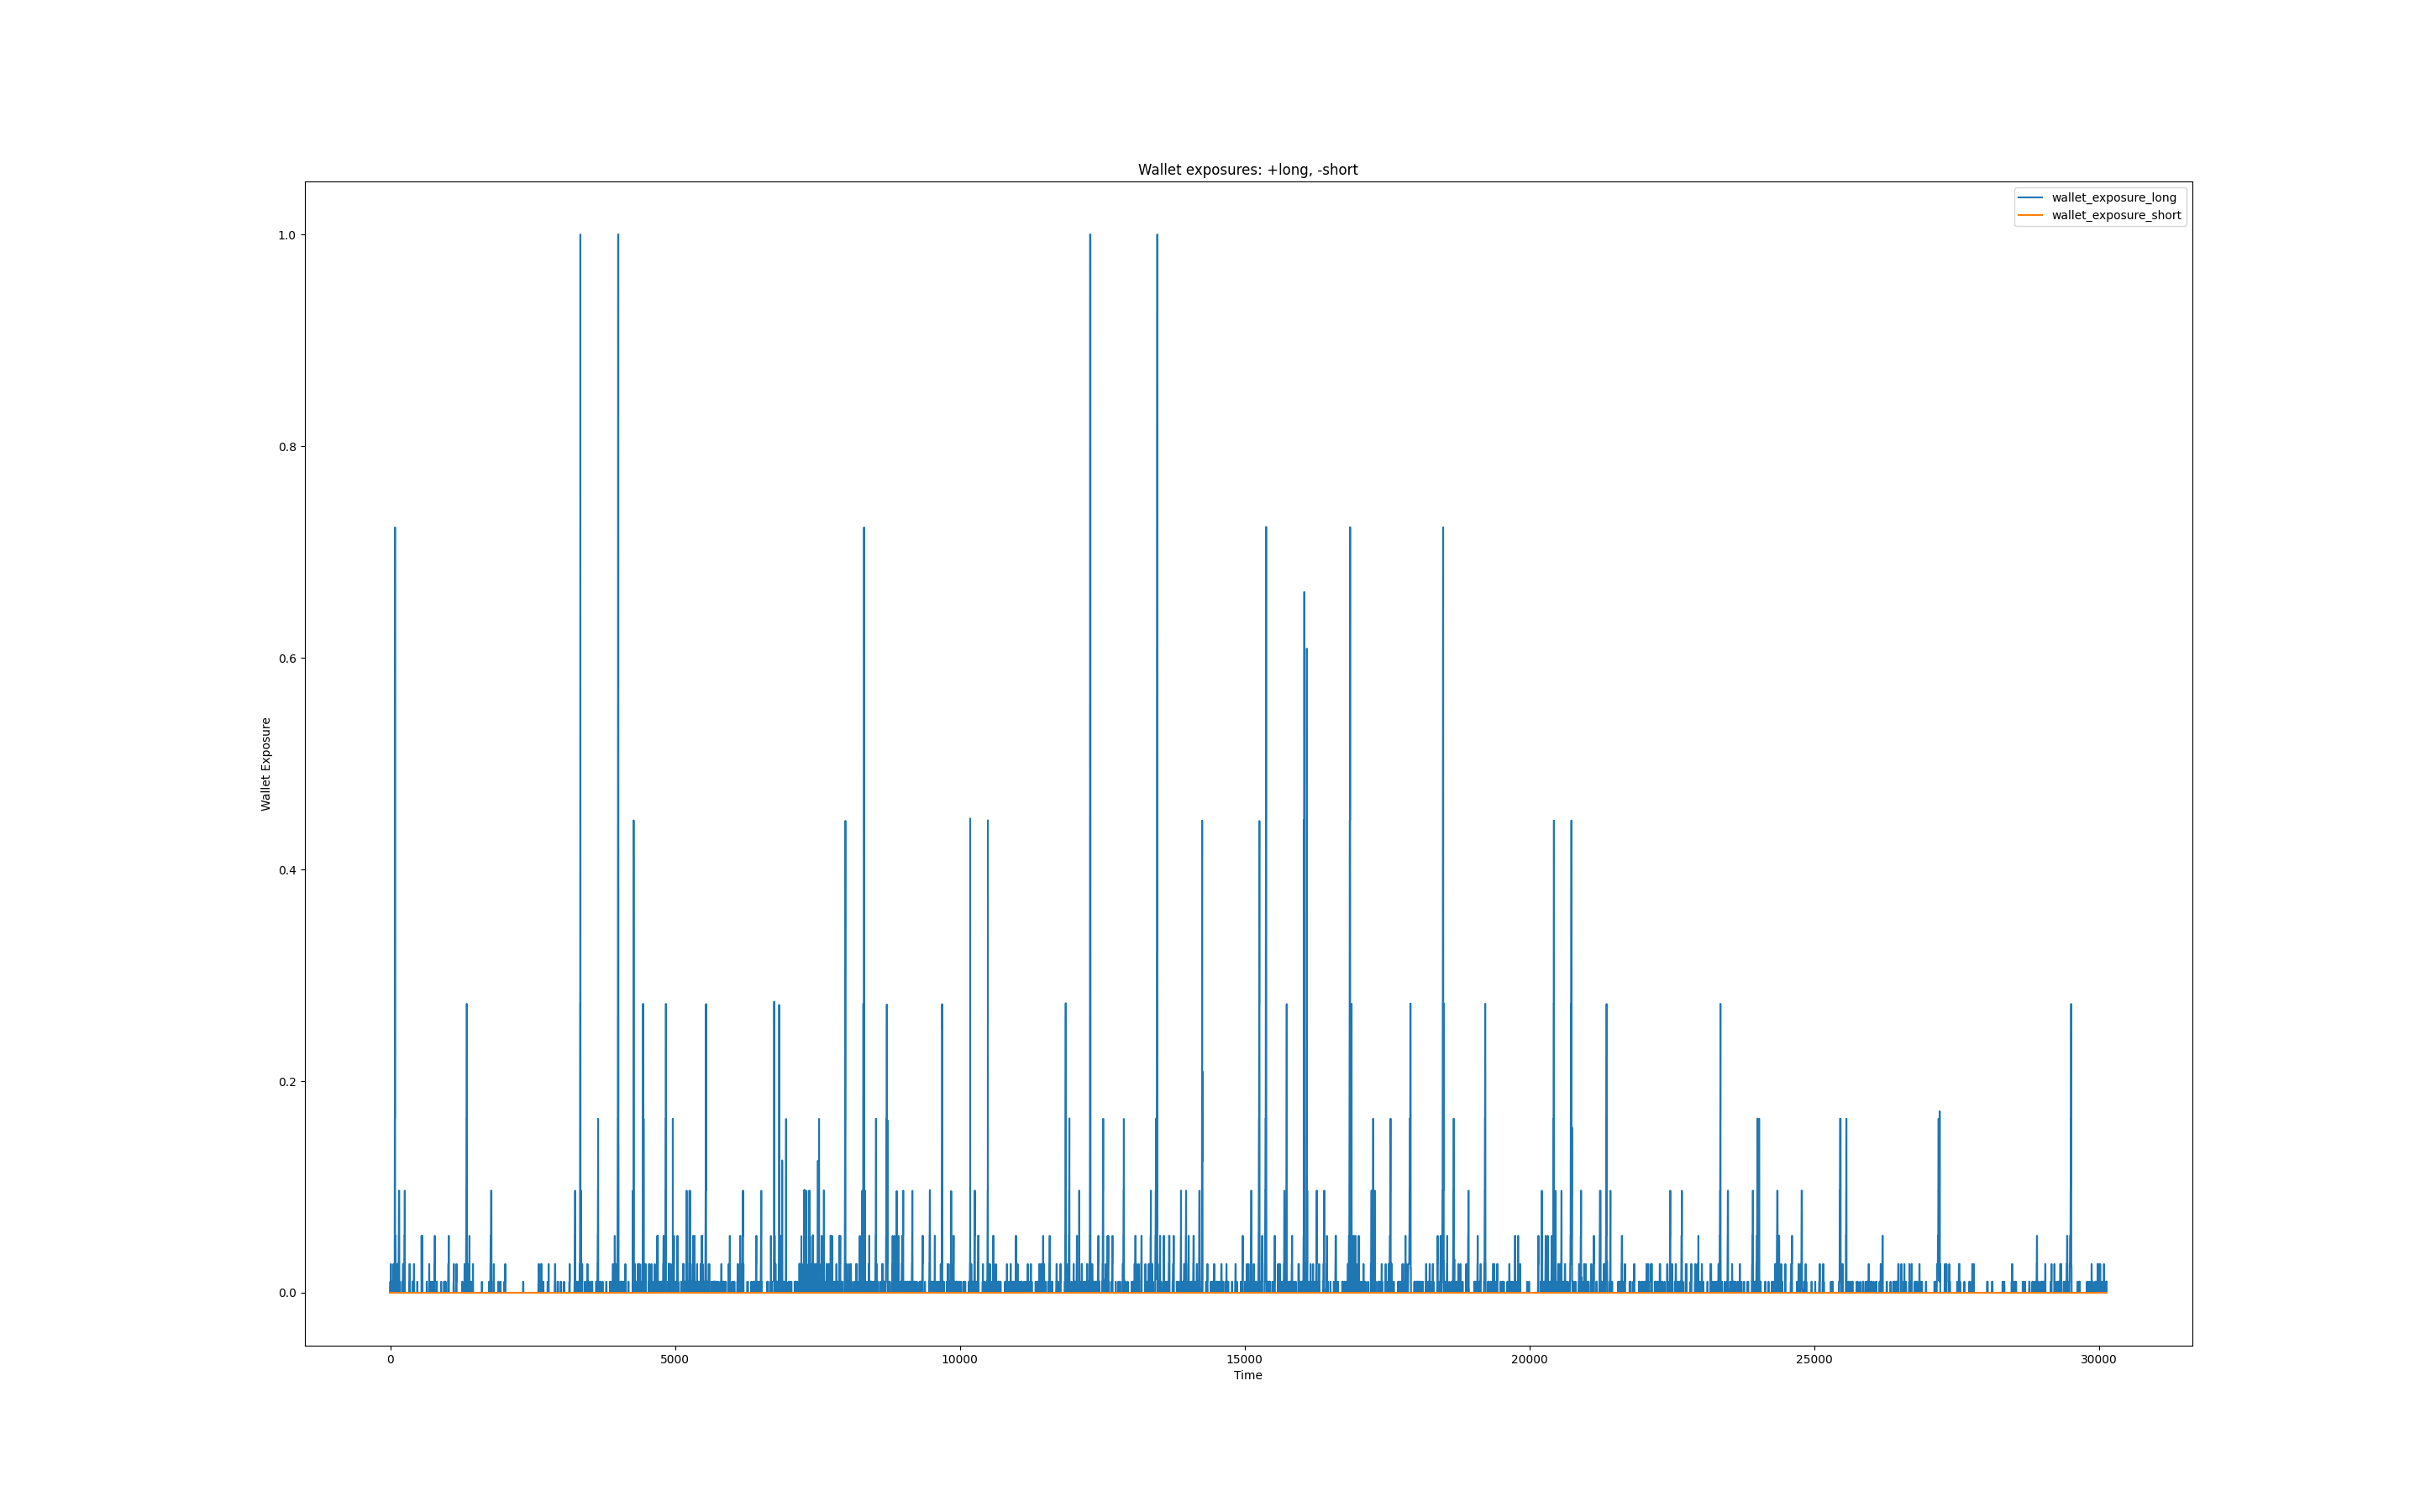 Wallet exposures: +long, -short
wallet_exposure_long
wallet_exposure_short
1.0
0.8
0.6
0.4
0.2
0.0
Wallet Exposure
0 5000 10000 15000 20000 25000 30000
Time